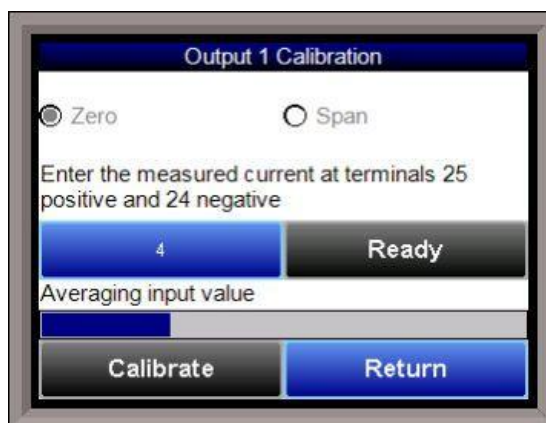 Output 1 Calibration
Zero Span
Enter the measured current at terminals 25
positive and 24 negative
4 Ready
Averaging input value
Calibrate Return